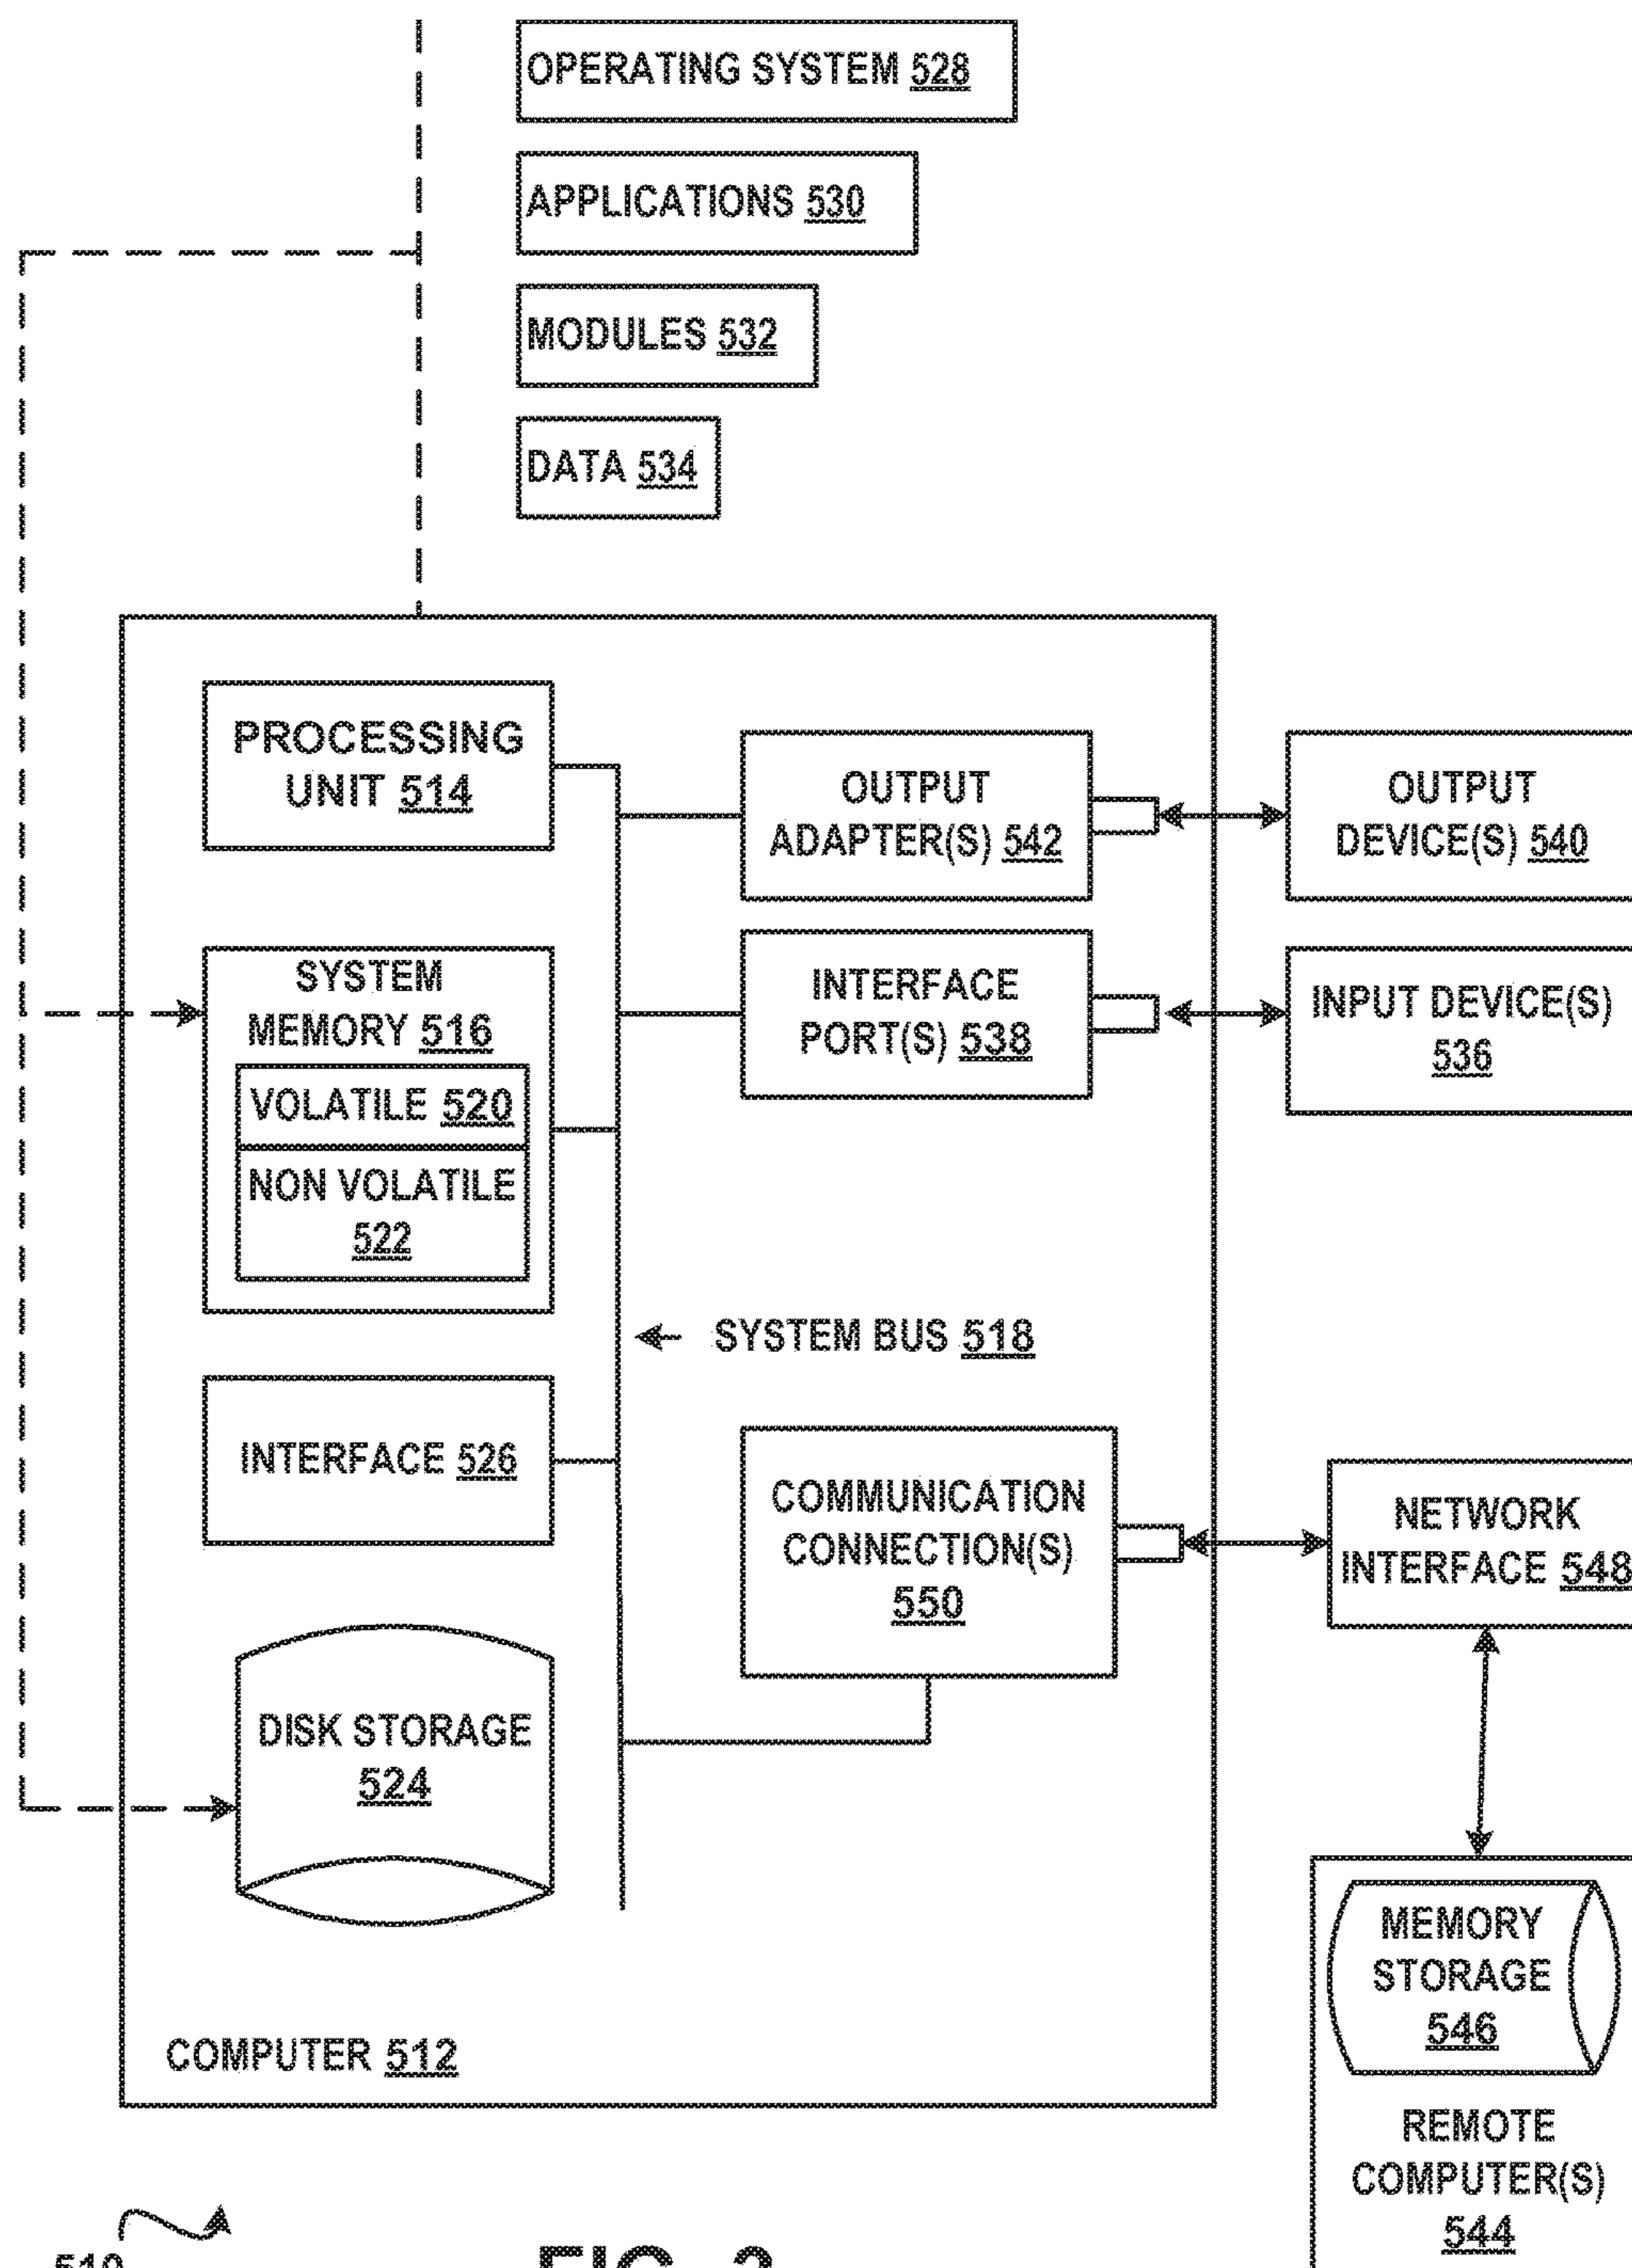 OPERATING SYSTEM 528
APPLICATIONS 530
MODULES 532
DATA 534
PROCESSING
UNIT 514
OUTPUT
ADAPTER(S) 542
OUTPUT
DEVICE(S) 540
SYSTEM
MEMORY 516
VOLATILE 520
NON VOLATILE
522
INTERFACE
PORT(S) 538
INPUT DEVICE(S)
536
SYSTEM BUS 518
INTERFACE 526
COMMUNICATION
CONNECTION(S)
550
NETWORK
INTERFACE 548
DISK STORAGE
524
MEMORY
STORAGE
546
COMPUTER 512
REMOTE
COMPUTER(S)
544
FIG.